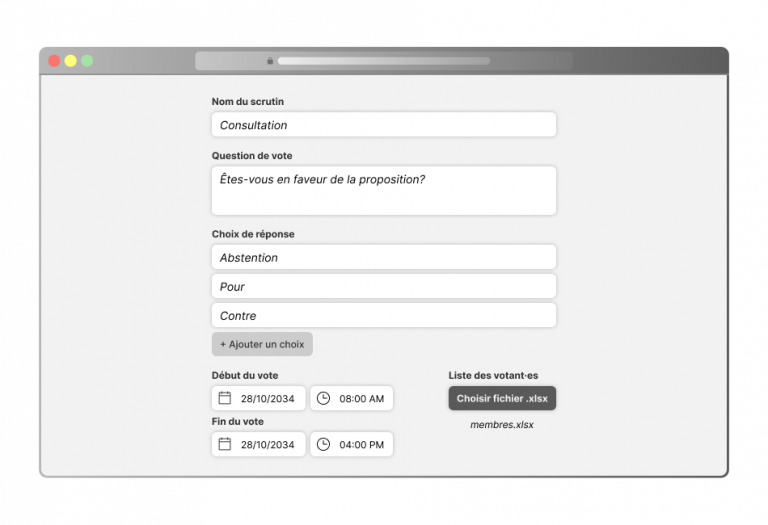 Nom du scrutin
Consultation
Question de vote
Êtes-vous en faveur de la proposition?
Choix de réponse
Abstention
Pour
Contre
+ Ajouter un choix
Début du vote
28/10/2034 08:00 AM
Fin du vote
28/10/2034 04:00 PM
Liste des votant·es
Choisir fichier .xlsx
membres.xlsx